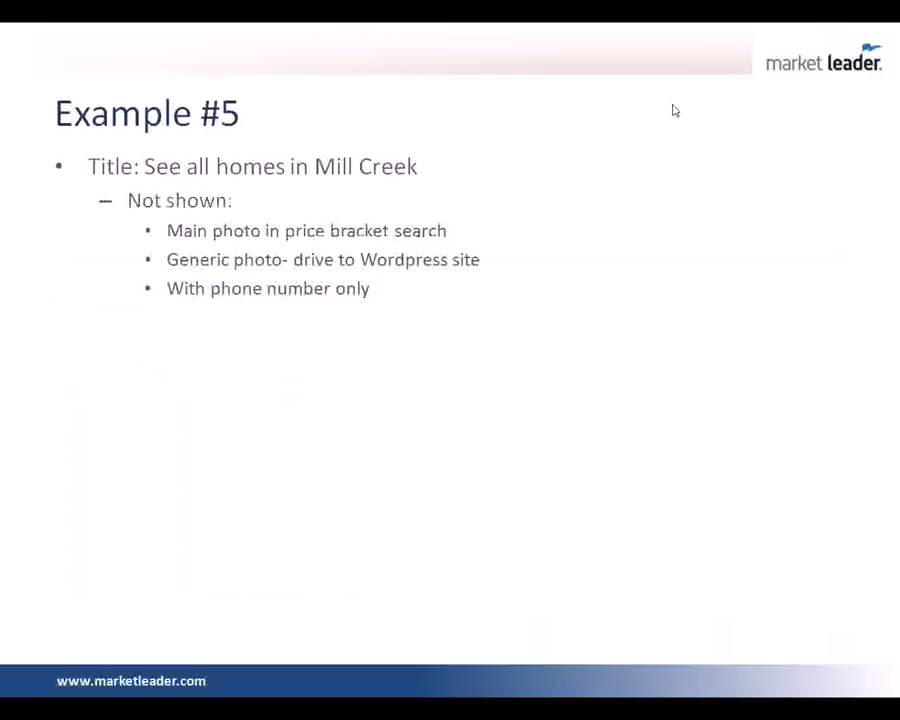 market leader.
Example #5
• Title: See all homes in Mill Creek
– Not shown:
• Main photo in price bracket search
• Generic photo- drive to Wordpress site
• With phone number only
www.marketleader.com